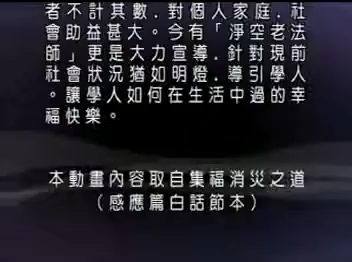 者不計其數．對個人家庭．社
會助益甚大。今有「淨空老法
師」更是大力宣導．針對現前
社會狀況猶如明燈．導引學人
。讓學人如何在生活中過的幸
福快樂。
本動畫內容取自集福消災之道
（感應篇白話節本）